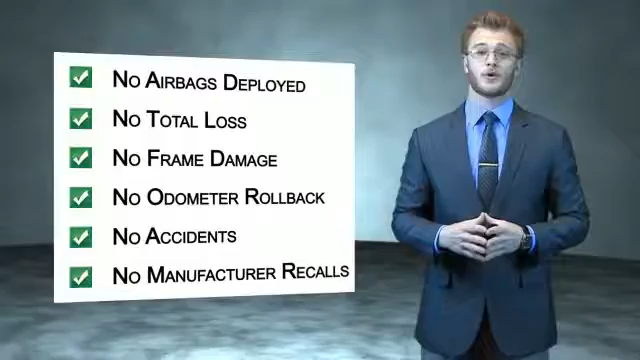 No Airbags Deployed
No Total Loss
No Frame Damage
No Odometer Rollback
No Accidents
No Manufacturer Recalls